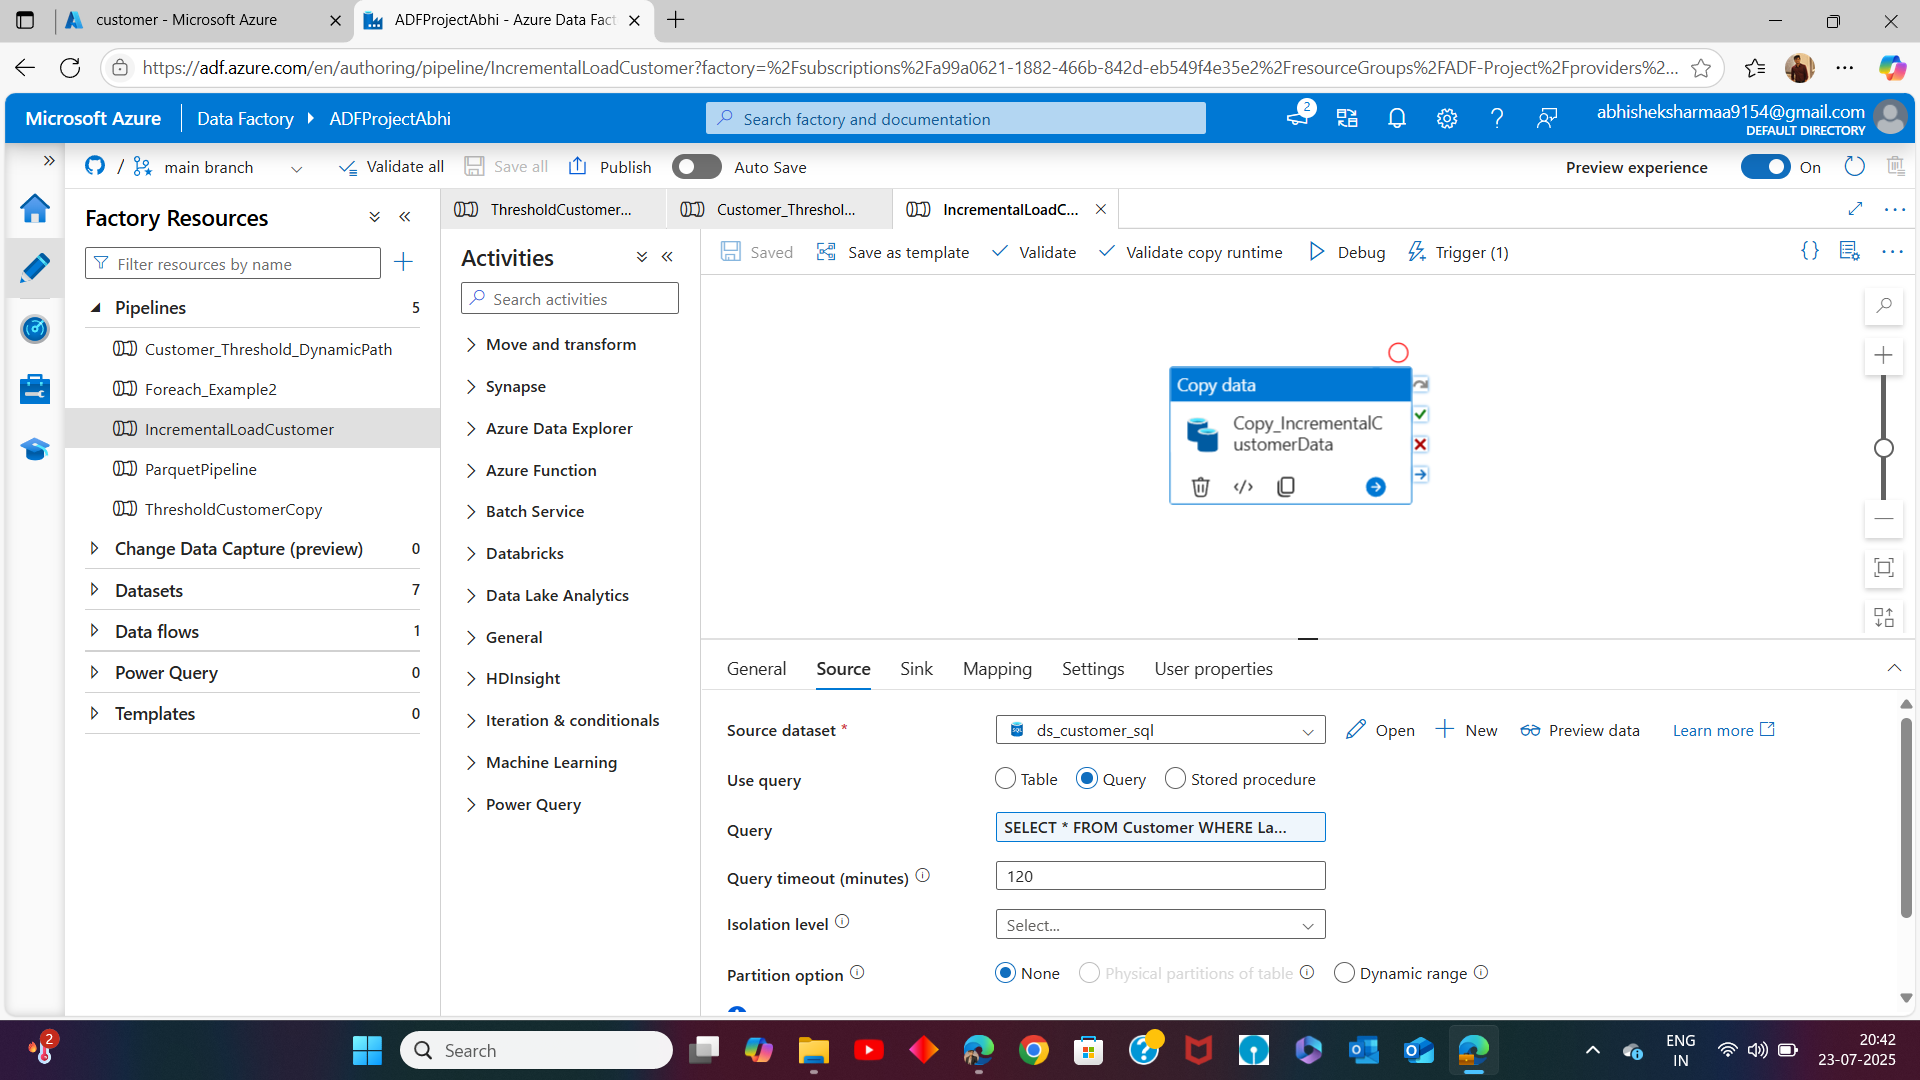 customer - Microsoft Azure
ADFProjectAbhi - Azure Data Fact
https://adf.azure.com/en/authoring/pipeline/IncrementalLoadCustomer?factory=%2Fsubscriptions%2Fa99a0621-1882-466b-842d-eb549f4e35e2%2FresourceGroups%2FADF-Project%2Fproviders%2...
Microsoft Azure
Data Factory
ADFProjectAbhi
Search factory and documentation
2
abhisheksharmaa9154@gmail.com
DEFAULT DIRECTORY
/
main branch
Validate all
Save all
Publish
Auto Save
Preview experience
On
Factory Resources
Filter resources by name
Pipelines
5
Customer_Threshold_DynamicPath
Foreach_Example2
IncrementalLoadCustomer
ParquetPipeline
ThresholdCustomerCopy
Change Data Capture (preview)
0
Datasets
7
Data flows
1
Power Query
0
Templates
0
ThresholdCustomer...
Customer_Threshol...
IncrementalLoadC...
Activities
Search activities
Move and transform
Synapse
Azure Data Explorer
Azure Function
Batch Service
Databricks
Data Lake Analytics
General
HDInsight
Iteration & conditionals
Machine Learning
Power Query
Saved
Save as template
Validate
Validate copy runtime
Debug
Trigger (1)
Copy data
Copy_IncrementalC
ustomerData
General
Source
Sink
Mapping
Settings
User properties
Source dataset *
SQL
ds_customer_sql
Open
New
Preview data
Learn more
Use query
Table
Query
Stored procedure
Query
SELECT * FROM Customer WHERE La...
Query timeout (minutes)
120
Isolation level
Select...
Partition option
None
Physical partitions of table
Dynamic range
2
Search
ENG
IN
20:42
23-07-2025